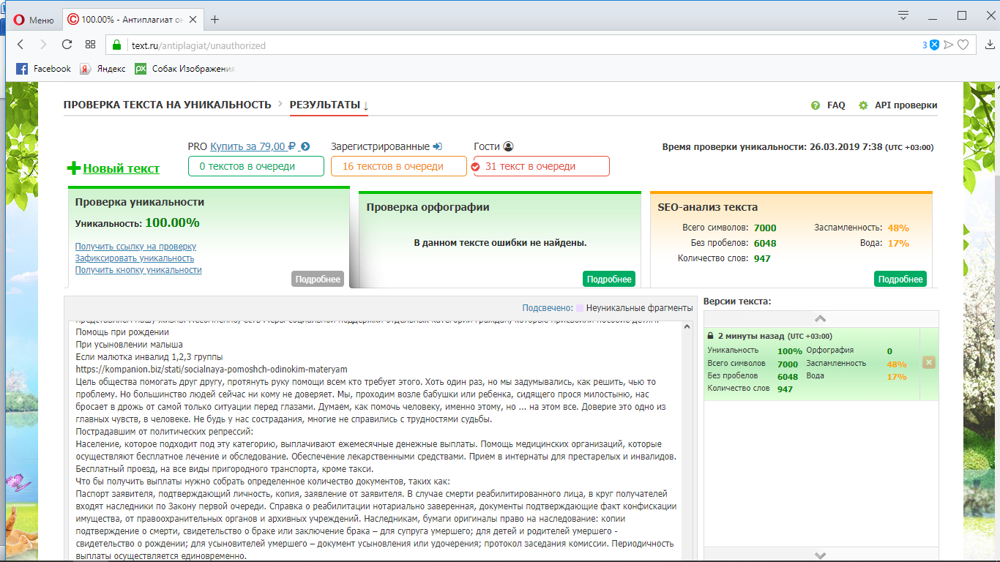 Меню
100.00% - Антиплагиат он
text.ru/antiplagiat/unauthorized
3
Facebook
Яндекс
Собак Изображения
ПРОВЕРКА ТЕКСТА НА УНИКАЛЬНОСТЬ > РЕЗУЛЬТАТЫ ↓
FAQ
API проверки
PRO Купить за 79,00 ₽
Зарегистрированные
Гости
Время проверки уникальности: 26.03.2019 7:38 (UTC +03:00)
Новый текст
0 текстов в очереди
16 текстов в очереди
31 текст в очереди
Проверка уникальности
Уникальность: 100.00%
Получить ссылку на проверку
Зафиксировать уникальность
Получить кнопку уникальности
Подробнее
Проверка орфографии
В данном тексте ошибки не найдены.
Подробнее
SEO-анализ текста
Всего символов: 7000 Заспамленность: 48%
Без пробелов: 6048 Вода: 17%
Количество слов: 947
Подробнее
Подсвечено: Неуникальные фрагменты
Помощь при рождении
При усыновлении малыша
Если малютка инвалид 1,2,3 группы
https://kompanion.biz/stati/socialnaya-pomoshch-odinokim-materyam
Цель общества помогать друг другу, протянуть руку помощи всем кто требует этого. Хоть один раз, но мы задумывались, как решить, чью то
проблему. Но большинство людей сейчас ни кому не доверяет. Мы, проходим возле бабушки или ребенка, сидящего прося милостыню, нас
бросает в дрожь от самой только ситуации перед глазами. Думаем, как помочь человеку, именно этому, но ... на этом все. Доверие это одно из
главных чувств, в человеке. Не будь у нас сострадания, многие не справились с трудностями судьбы.
Пострадавшим от политических репрессий:
Население, которое подходит под эту категорию, выплачивают ежемесячные денежные выплаты. Помощь медицинских организаций, которые
осуществляют бесплатное лечение и обследование. Обеспечение лекарственными средствами. Прием в интернаты для престарелых и инвалидов.
Бесплатный проезд, на все виды пригородного транспорта, кроме такси.
Что бы получить выплаты нужно собрать определенное количество документов, таких как:
Паспорт заявителя, подтверждающий личность, копия, заявление от заявителя. В случае смерти реабилитированного лица, в круг получателей
входят наследники по Закону первой очереди. Справка о реабилитации нотариально заверенная, документы подтверждающие факт конфискации
имущества, от правоохранительных органов и архивных учреждений. Наследникам, бумаги оригиналы право на наследование: копии
подтверждение о смерти, свидетельство о браке или заключение брака – для супруга умершего; для детей и родителей умершего -
свидетельство о рождении; для усыновителей умершего – документ усыновления или удочерения; протокол заседания комиссии. Периодичность
выплаты осуществляется единовременно.
Версии текста:
2 минуты назад (UTC +03:00)
Уникальность 100% Орфография 0
Всего символов 7000 Заспамленность 48%
Без пробелов 6048 Вода 17%
Количество слов 947